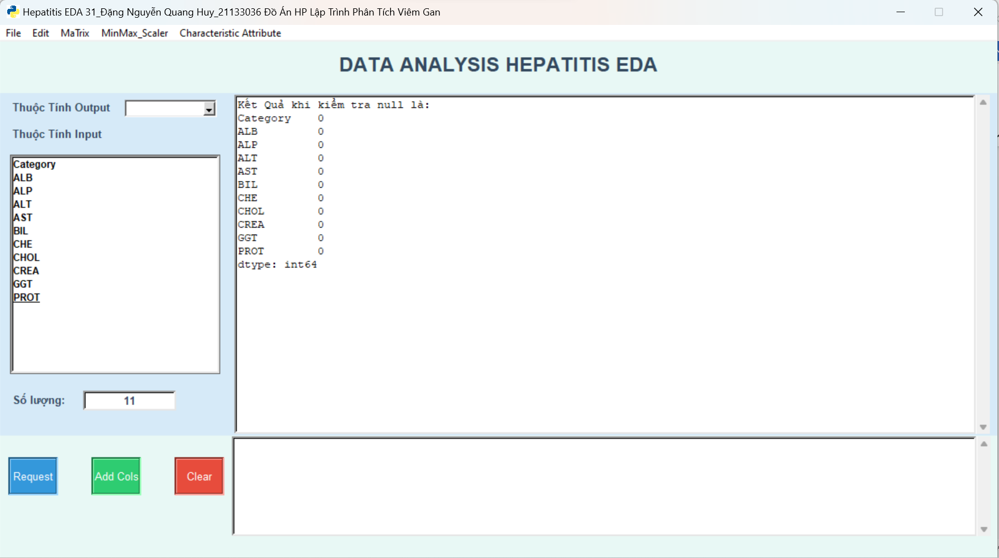 Hepatitis EDA 31_Đặng Nguyễn Quang Huy_21133036 Đồ Án HP Lập Trình Phân Tích Viêm Gan
File Edit MaTrix MinMax_Scaler Characteristic Attribute
DATA ANALYSIS HEPATITIS EDA
Thuộc Tính Output
Thuộc Tính Input
Category
ALB
ALP
ALT
AST
BIL
CHE
CHOL
CREA
GGT
PROT
Số lượng: 11
Kết Quả khi kiểm tra null là:
Category 0
ALB 0
ALP 0
ALT 0
AST 0
BIL 0
CHE 0
CHOL 0
CREA 0
GGT 0
PROT 0
dtype: int64
Request Add Cols Clear